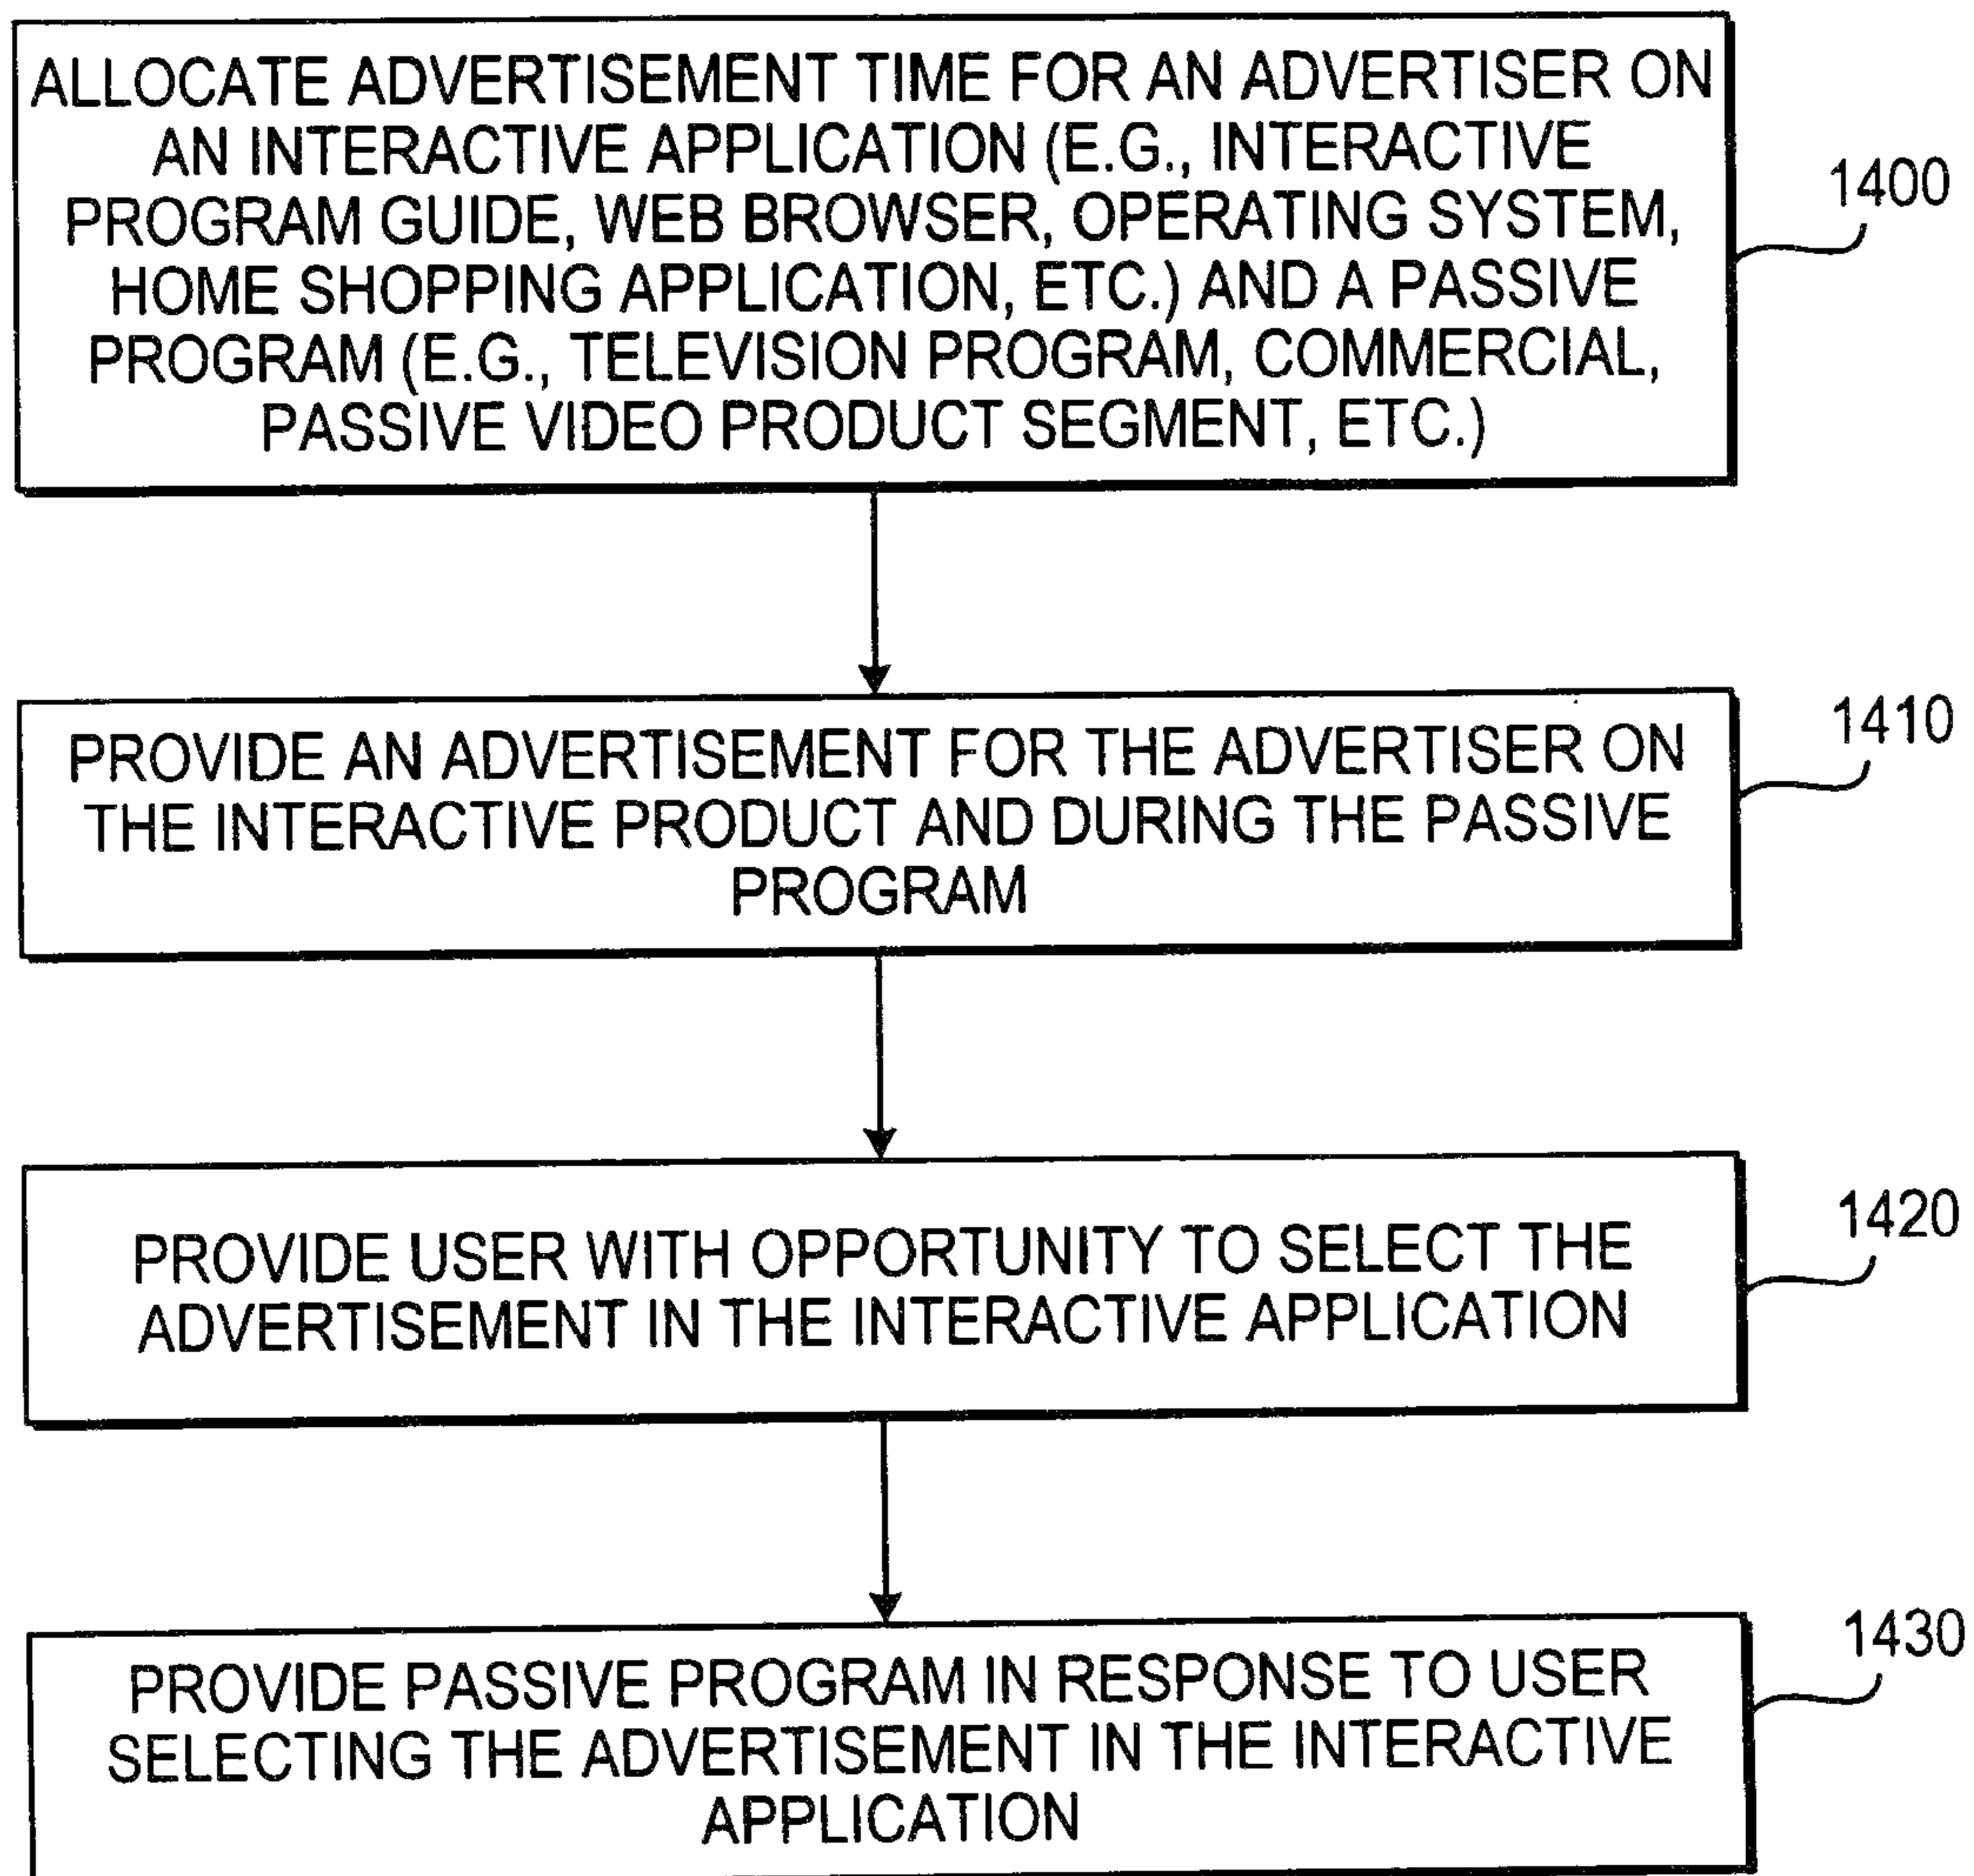 ALLOCATE ADVERTISEMENT TIME FOR AN ADVERTISER ON
AN INTERACTIVE APPLICATION (E.G., INTERACTIVE
PROGRAM GUIDE, WEB BROWSER, OPERATING SYSTEM,
HOME SHOPPING APPLICATION, ETC.) AND A PASSIVE
PROGRAM (E.G., TELEVISION PROGRAM, COMMERCIAL,
PASSIVE VIDEO PRODUCT SEGMENT, ETC.)
1400
PROVIDE AN ADVERTISEMENT FOR THE ADVERTISER ON
THE INTERACTIVE PRODUCT AND DURING THE PASSIVE
PROGRAM
1410
PROVIDE USER WITH OPPORTUNITY TO SELECT THE
ADVERTISEMENT IN THE INTERACTIVE APPLICATION
1420
PROVIDE PASSIVE PROGRAM IN RESPONSE TO USER
SELECTING THE ADVERTISEMENT IN THE INTERACTIVE
APPLICATION
1430